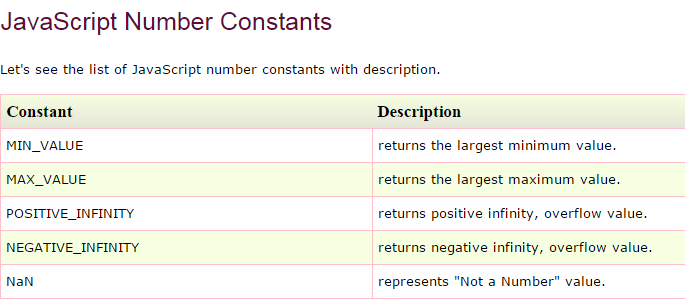 JavaScript Number Constants
Let's see the list of JavaScript number constants with description.
Constant Description
MIN_VALUE returns the largest minimum value.
MAX_VALUE returns the largest maximum value.
POSITIVE_INFINITY returns positive infinity, overflow value.
NEGATIVE_INFINITY returns negative infinity, overflow value.
NaN represents "Not a Number" value.